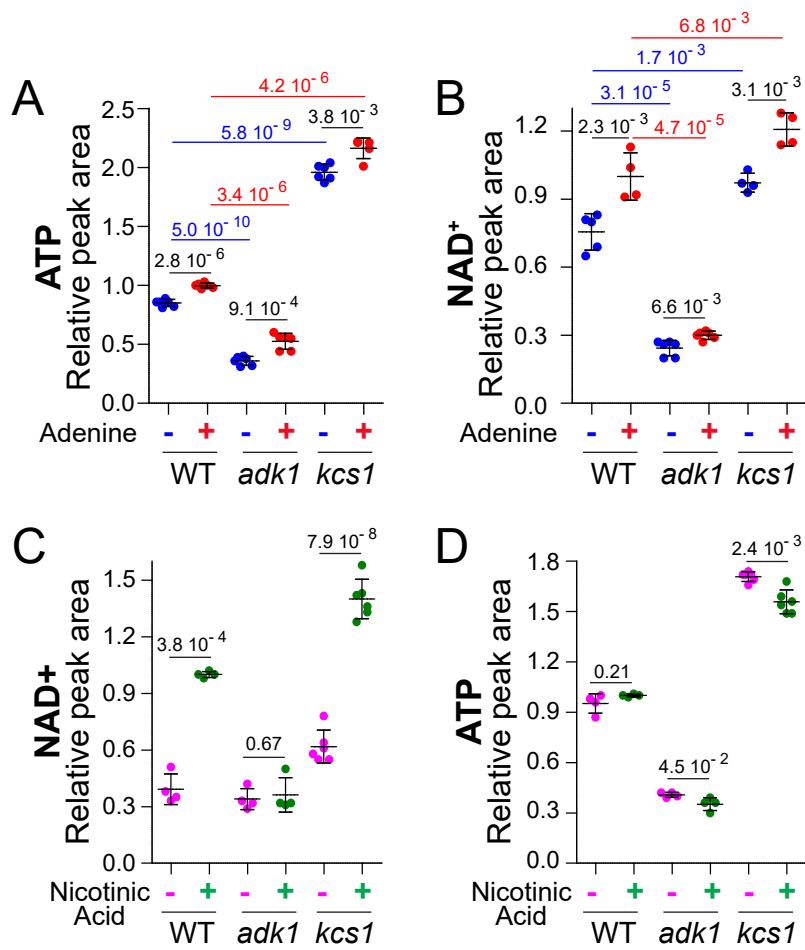 A
ATP
Relative peak area
2.5
2.0
1.5
1.0
0.5
0.0
4.2 10⁻⁶
3.8 10⁻³
5.8 10⁻⁹
3.4 10⁻⁶
5.0 10⁻¹⁰
2.8 10⁻⁶
9.1 10⁻⁴
Adenine - + - + - +
WT adk1 kcs1
B
NAD⁺
Relative peak area
1.2
0.9
0.6
0.3
0.0
6.8 10⁻³
1.7 10⁻³
3.1 10⁻⁵
3.1 10⁻³
2.3 10⁻³
4.7 10⁻⁵
6.6 10⁻³
Adenine - + - + - +
WT adk1 kcs1
C
NAD+
Relative peak area
1.5
1.2
0.9
0.6
0.3
0.0
7.9 10⁻⁸
3.8 10⁻⁴
0.67
Nicotinic - + - + - +
Acid
WT adk1 kcs1
D
ATP
Relative peak area
1.8
1.5
1.2
0.9
0.6
0.3
0.0
2.4 10⁻³
0.21
4.5 10⁻²
Nicotinic - + - + - +
Acid
WT adk1 kcs1